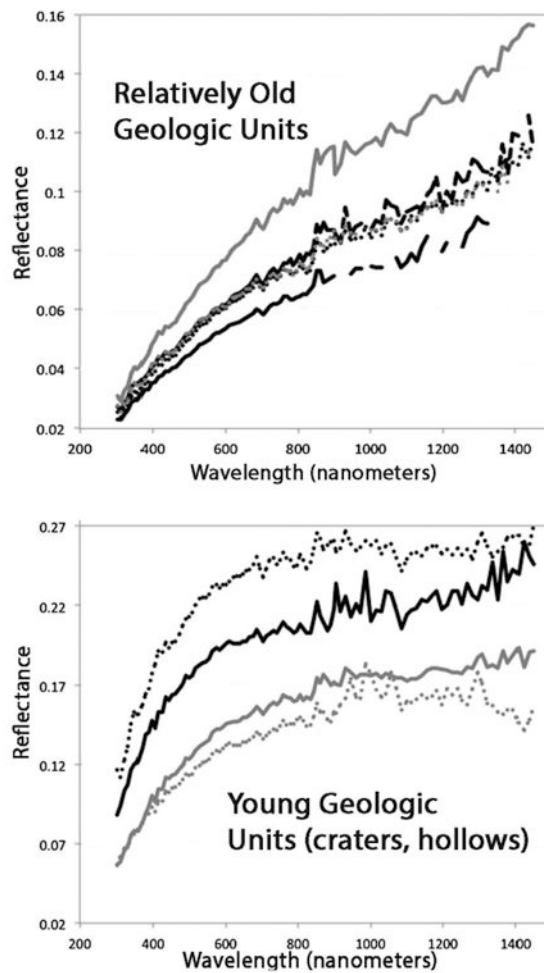 0.16
0.14
0.12
0.1
0.08
0.06
0.04
0.02
Reflectance
Relatively Old
Geologic Units
200 400 600 800 1000 1200 1400
Wavelength (nanometers)
0.27
0.22
0.17
0.12
0.07
0.02
Reflectance
Young Geologic
Units (craters, hollows)
200 400 600 800 1000 1200 1400
Wavelength (nanometers)